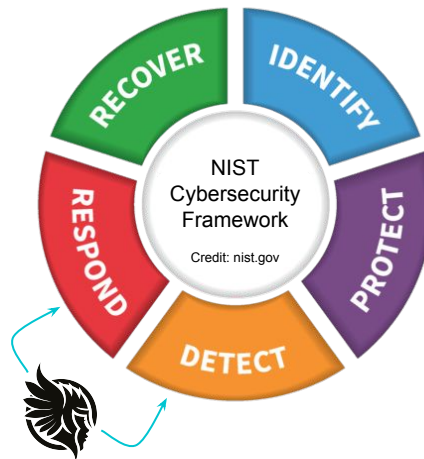 RECOVER
IDENTIFY
PROTECT
DETECT
RESPOND
NIST
Cybersecurity
Framework
Credit: nist.gov